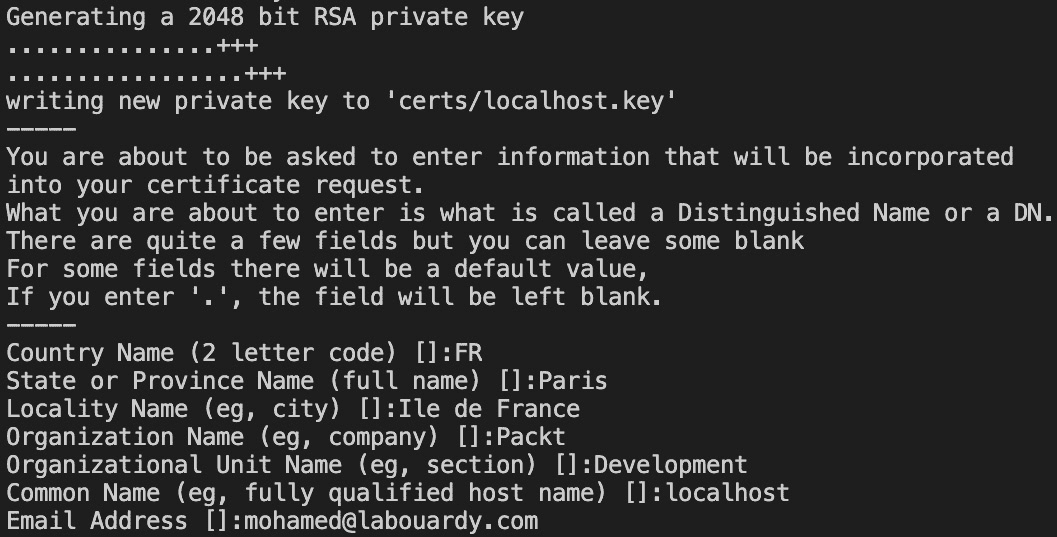 Generating a 2048 bit RSA private key
...............+++
.................+++
writing new private key to 'certs/localhost.key'
-----
You are about to be asked to enter information that will be incorporated
into your certificate request.
What you are about to enter is what is called a Distinguished Name or a DN.
There are quite a few fields but you can leave some blank
For some fields there will be a default value,
If you enter '.', the field will be left blank.
-----
Country Name (2 letter code) []:FR
State or Province Name (full name) []:Paris
Locality Name (eg, city) []:Ile de France
Organization Name (eg, company) []:Packt
Organizational Unit Name (eg, section) []:Development
Common Name (eg, fully qualified host name) []:localhost
Email Address []:mohamed@labouardy.com